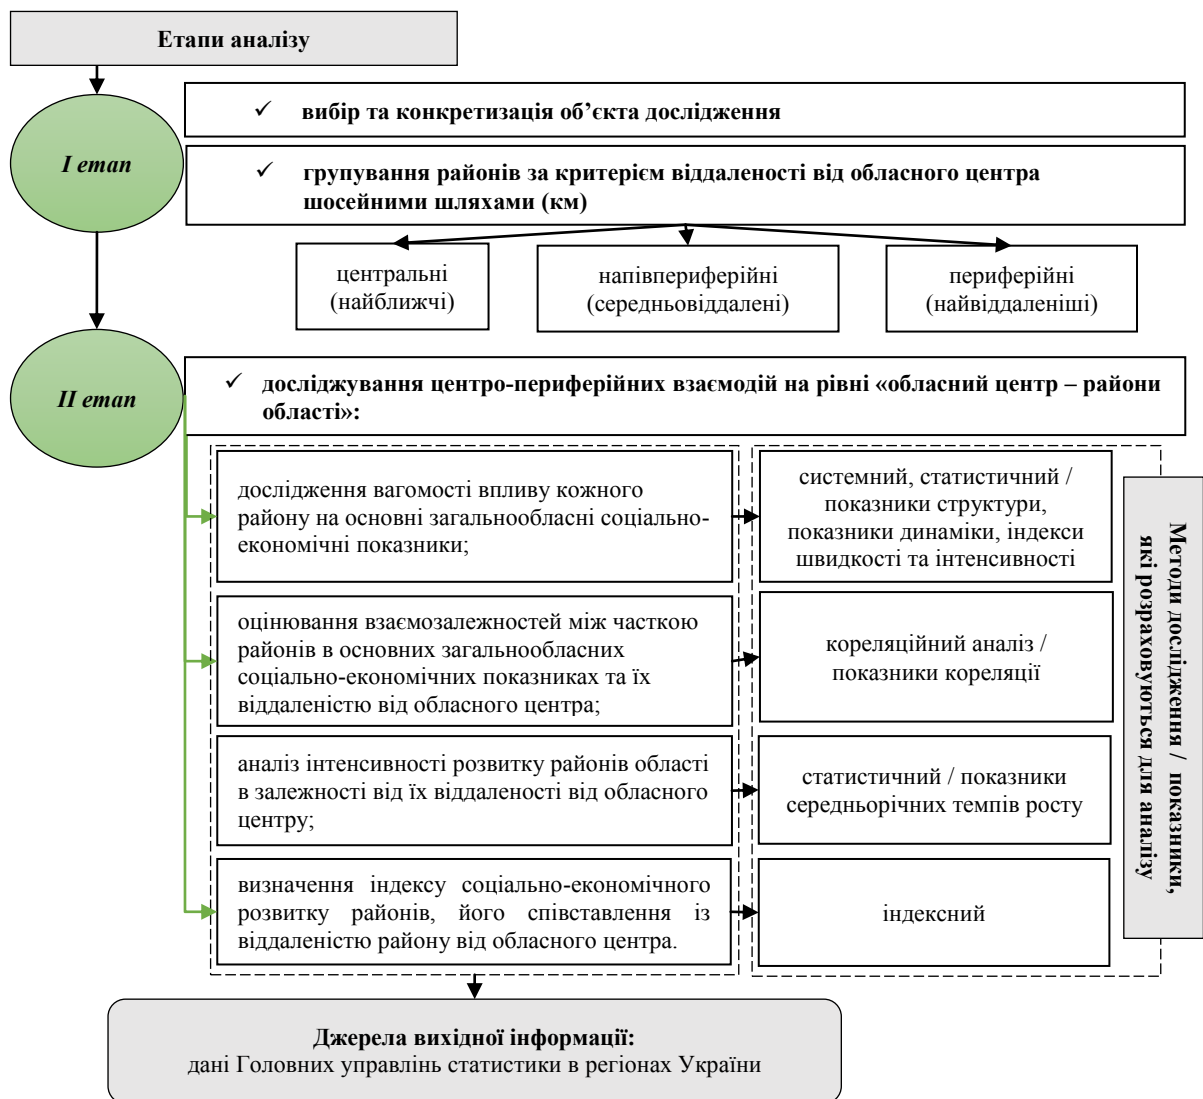 Етапи аналізу
I етап
✓ вибір та конкретизація об’єкта дослідження
✓ групування районів за критерієм віддаленості від обласного центра
шосейними шляхами (км)
центральні
(найближчі)
напівпериферійні
(середньовіддалені)
периферійні
(найвіддаленіші)
II етап
✓ досліджування центро-периферійних взаємодій на рівні «обласний центр – райони
області»:
дослідження вагомості впливу кожного
району на основні загальнообласні соціально-
економічні показники;
системний, статистичний /
показники структури,
показники динаміки, індекси
швидкості та інтенсивності
оцінювання взаємозалежностей між часткою
районів в основних загальнообласних
соціально-економічних показниках та їх
віддаленістю від обласного центра;
кореляційний аналіз /
показники кореляції
аналіз інтенсивності розвитку районів області
в залежності від їх віддаленості від обласного
центру;
статистичний / показники
середньорічних темпів росту
визначення індексу соціально-економічного
розвитку районів, його співставлення із
віддаленістю району від обласного центра.
індексний
Методи дослідження / показники,
які розраховуються для аналізу
Джерела вихідної інформації:
дані Головних управлінь статистики в регіонах України